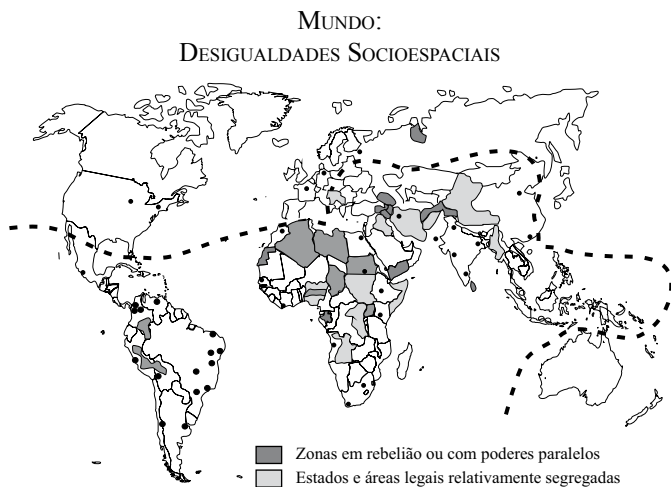 MUNDO:
DESIGUALDADES SOCIOESPACIAIS
Zonas em rebelião ou com poderes paralelos
Estados e áreas legais relativamente segregadas